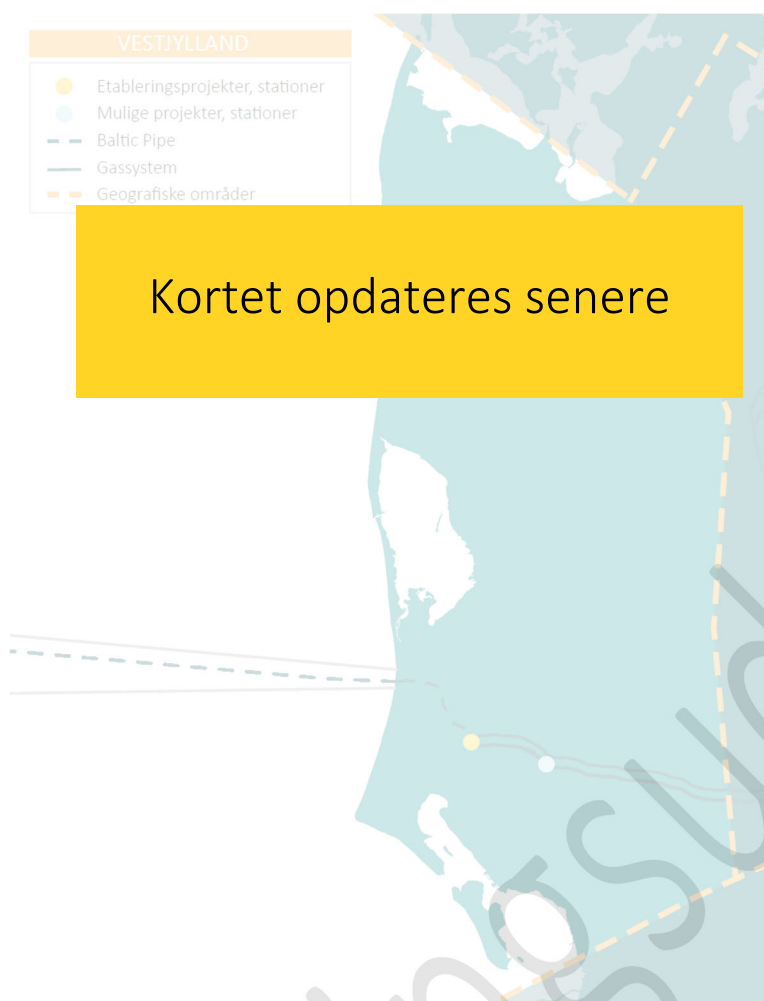 VESTJYLLAND
Etableringsprojekter, stationer
Mulige projekter, stationer
Baltic Pipe
Gassystem
Geografiske områder
Kortet opdateres senere